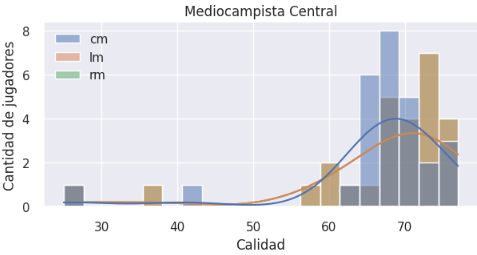 Mediocampista Central
Cantidad de jugadores
8
6
4
2
0
cm
lm
rm
30 40 50 60 70
Calidad